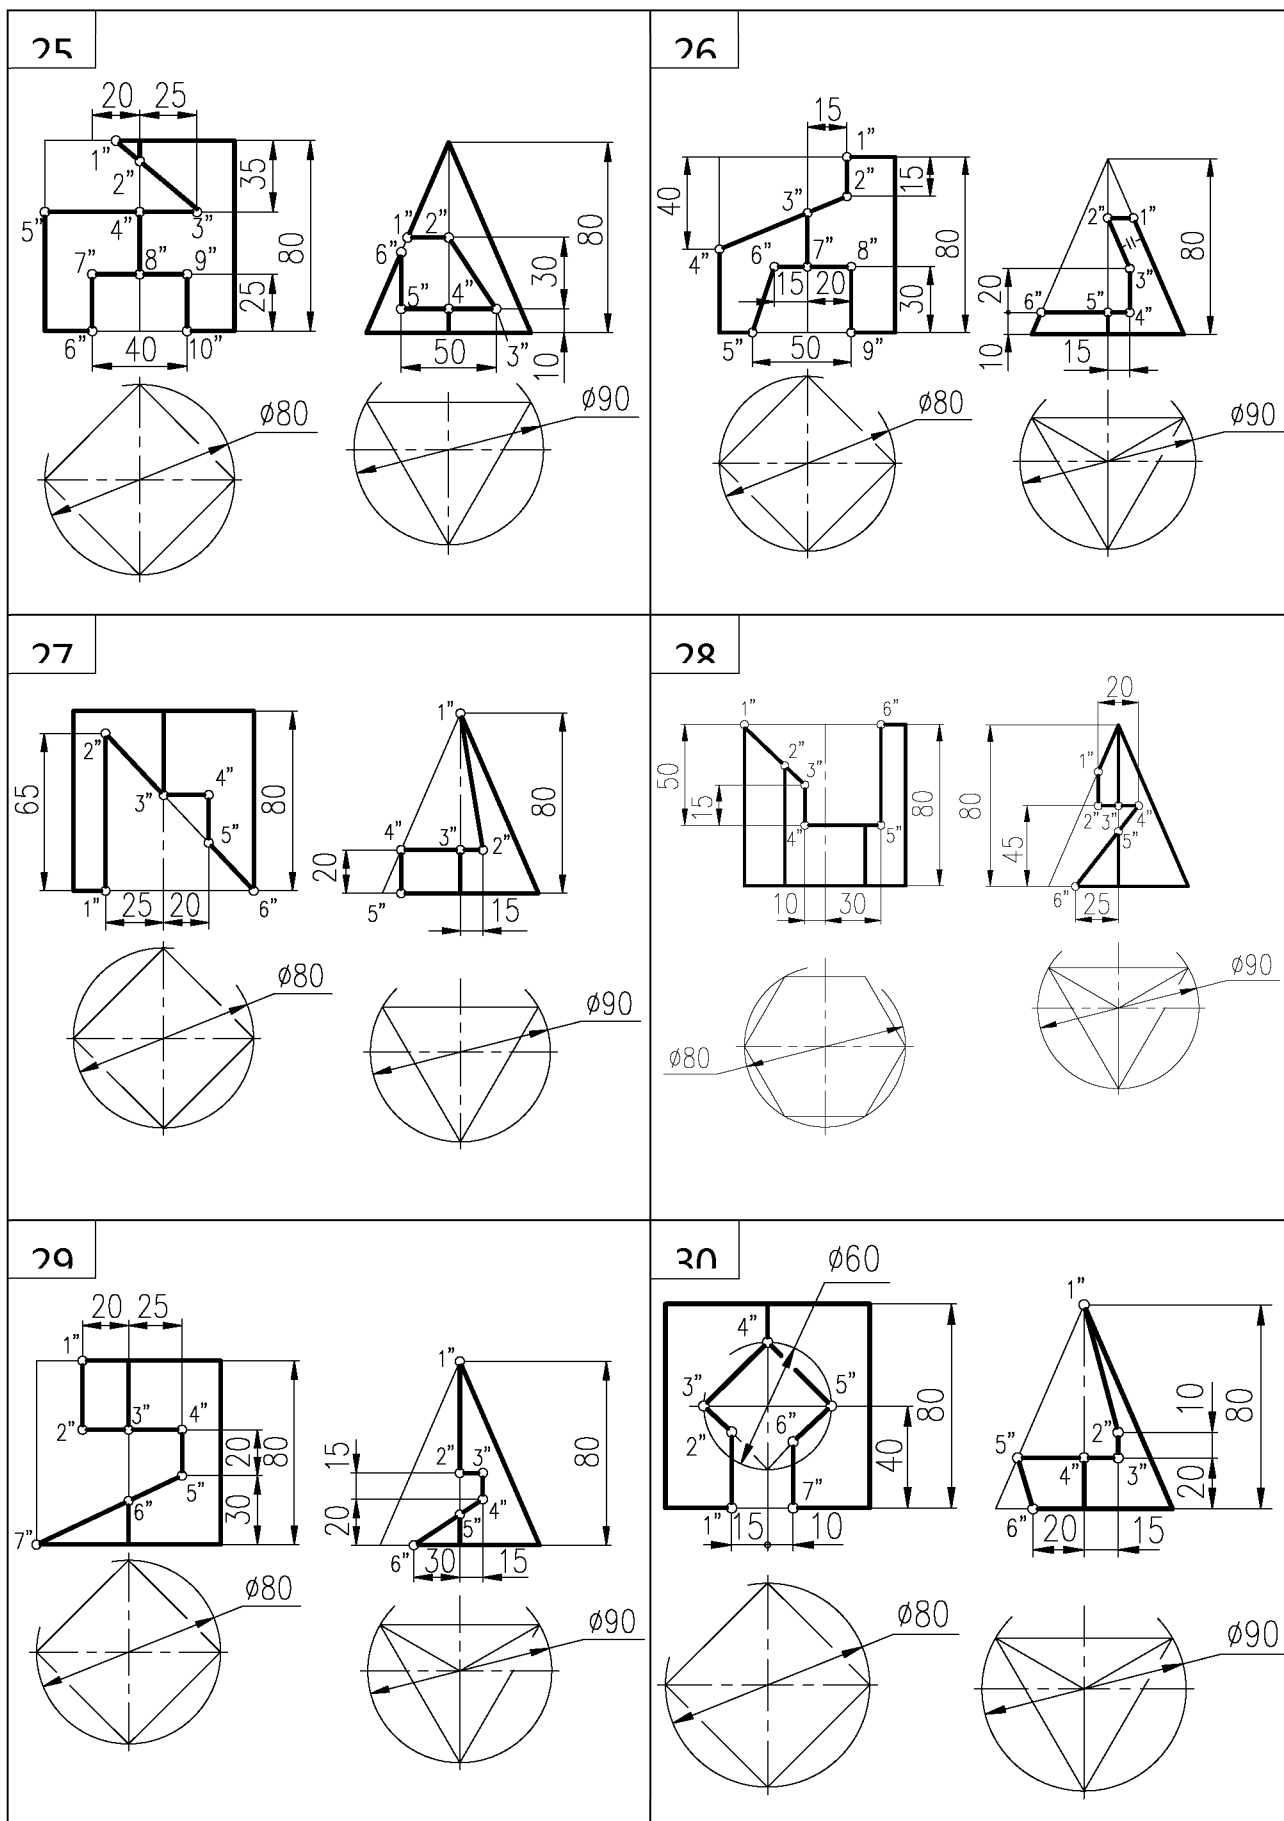 25
20 25
1” 2” 3” 4” 5” 6” 7” 8” 9” 10”
35
80
25
40
ø80
1” 2” 3” 4” 5” 6”
80
30
10
50
ø90
26
15
1” 2” 3” 4” 5” 6” 7” 8” 9”
40
15
80
15 20
30
50
ø80
1” 2” 3” 4” 5” 6”
20
10
80
15
ø90
27
1” 2” 3” 4” 5” 6”
65
80
25 20
ø80
1” 2” 3” 4” 5”
80
20
15
ø90
28
1” 2” 3” 4” 5” 6”
50
15
80
10 30
ø80
20
1” 2” 3” 4” 5” 6”
80
45
25
ø90
29
20 25
1” 2” 3” 4” 5” 6” 7”
20
80
30
ø80
1” 2” 3” 4” 5” 6”
15
20
80
30 15
ø90
30
ø60
1” 2” 3” 4” 5” 6” 7”
80
40
15 10
ø80
1” 2” 3” 4” 5” 6”
10
80
20
20 15
ø90